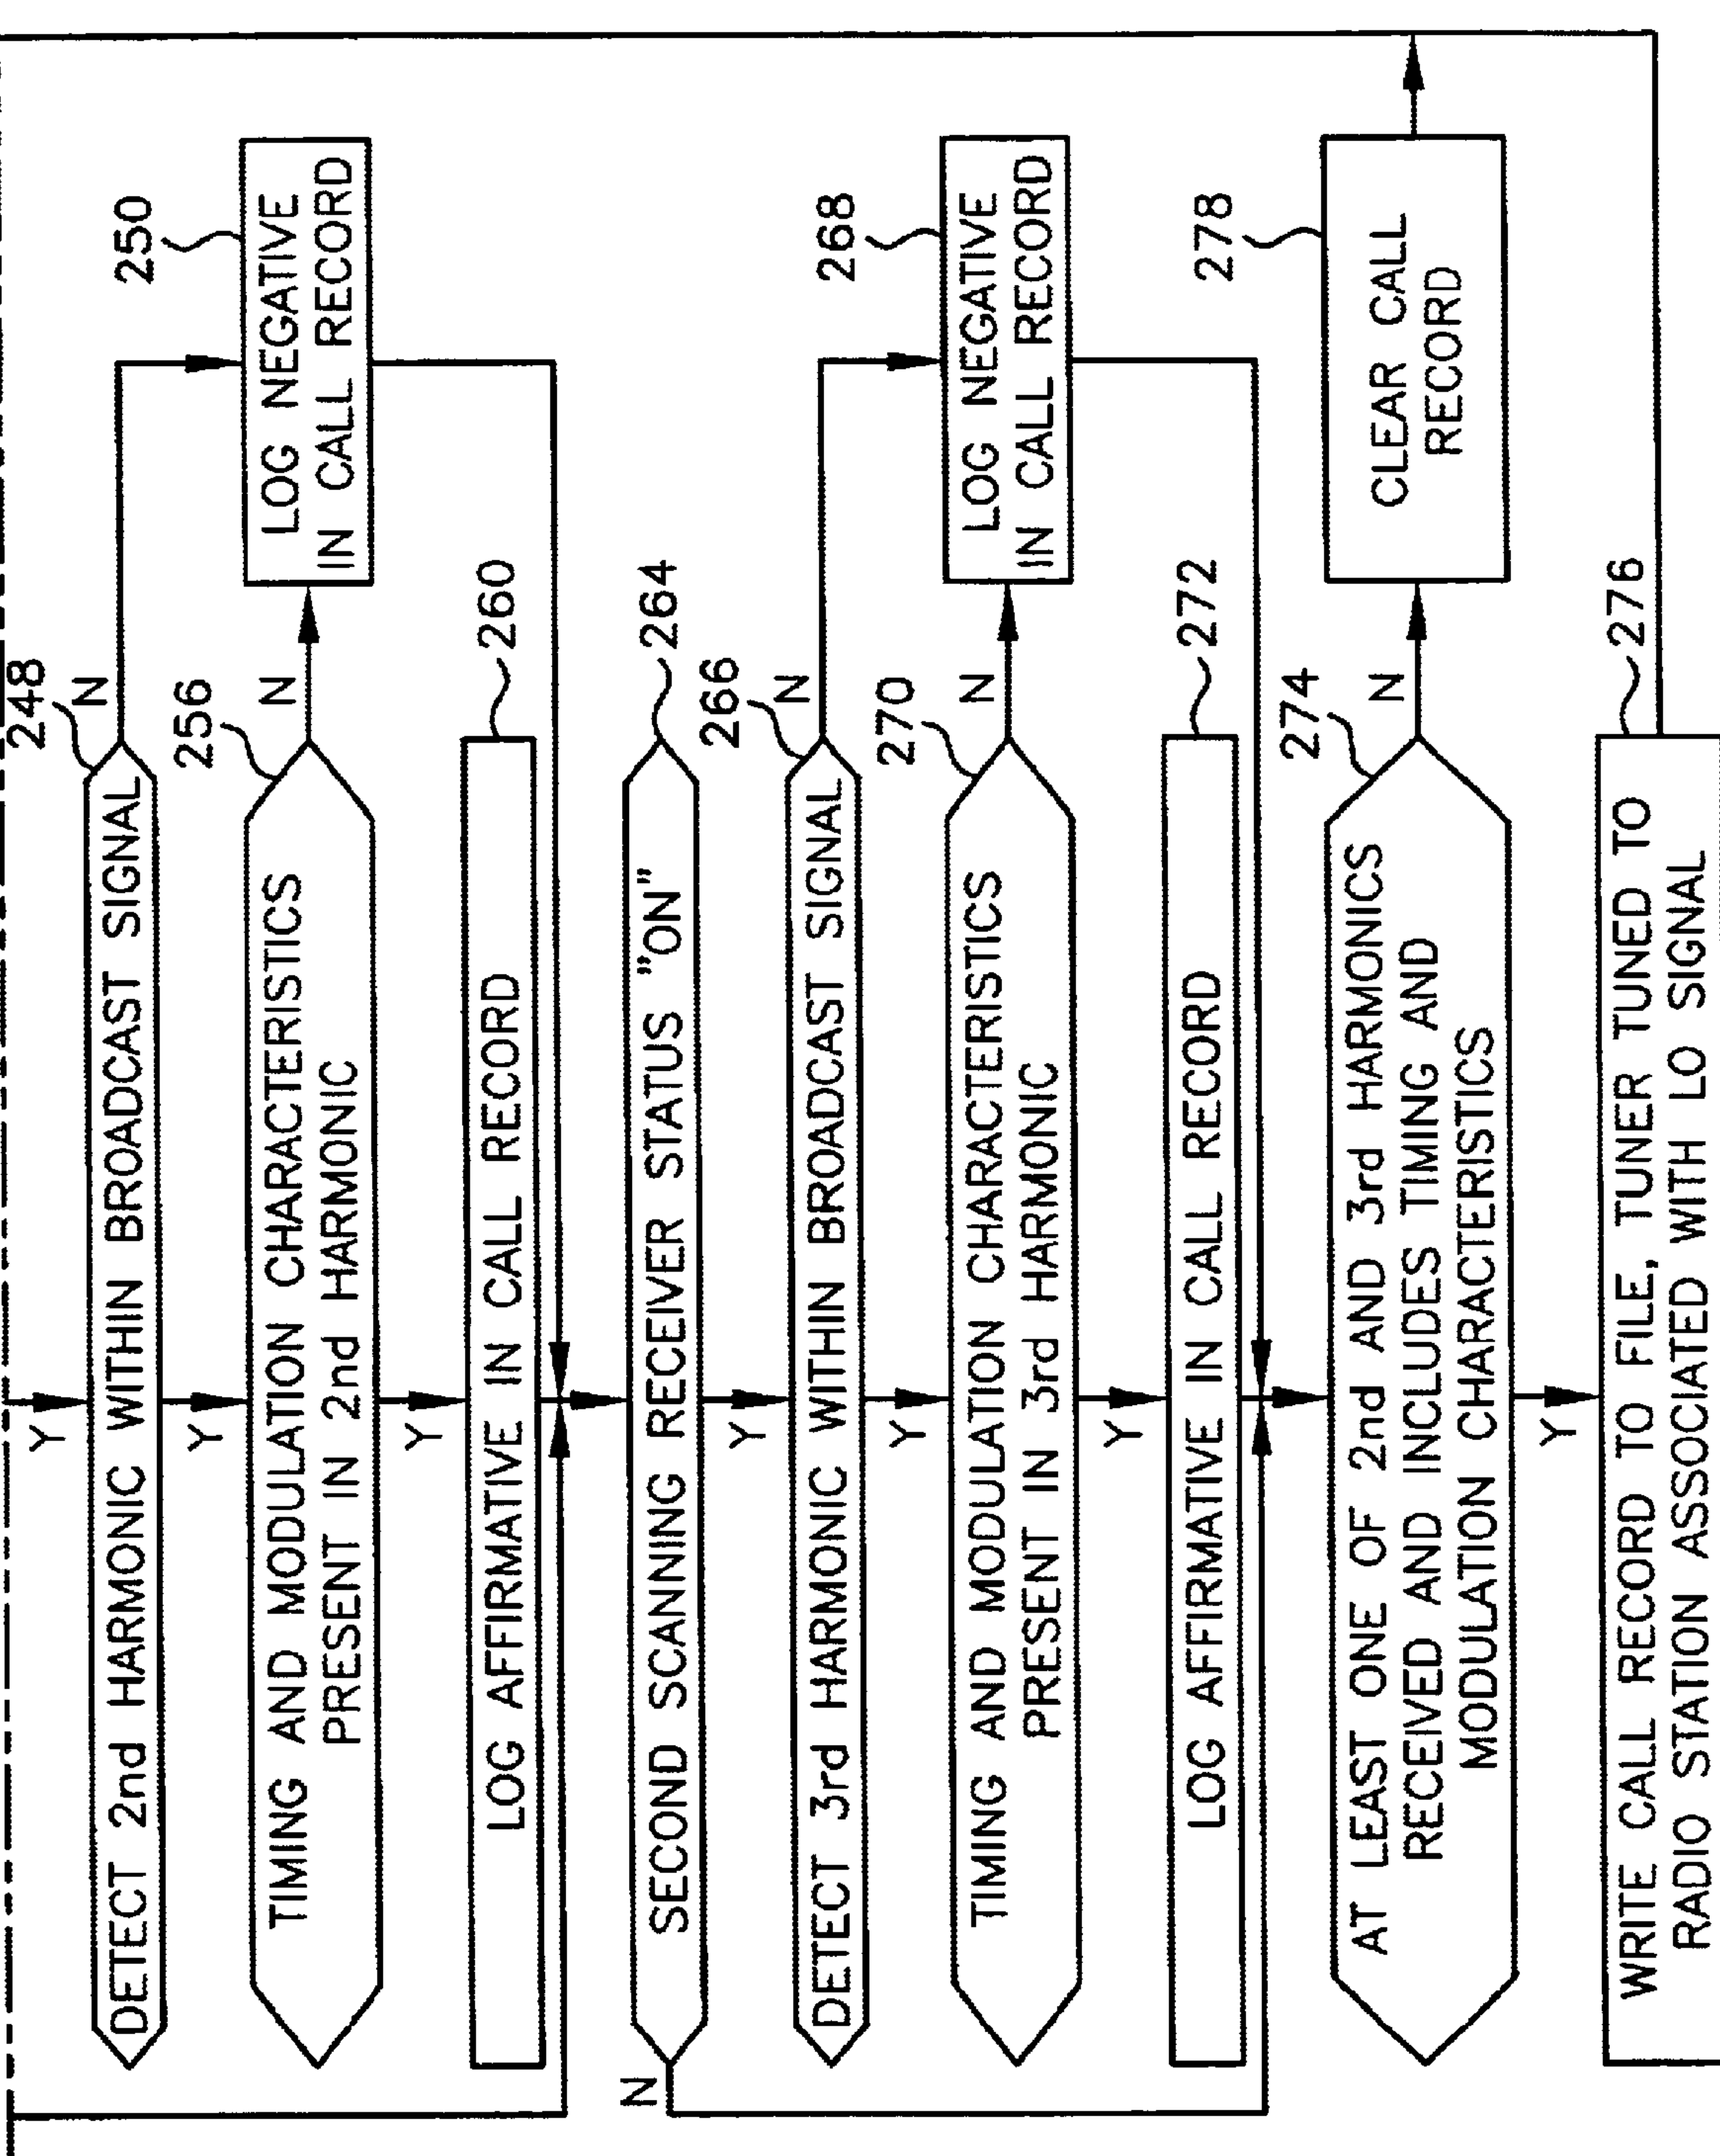 Y
DETECT 2nd HARMONIC WITHIN BROADCAST SIGNAL
248
N
LOG NEGATIVE
IN CALL RECORD
250
Y
TIMING AND MODULATION CHARACTERISTICS
PRESENT IN 2nd HARMONIC
256
N
Y
LOG AFFIRMATIVE IN CALL RECORD
260
SECOND SCANNING RECEIVER STATUS "ON"
264
N
Y
DETECT 3rd HARMONIC WITHIN BROADCAST SIGNAL
266
N
LOG NEGATIVE
IN CALL RECORD
268
Y
TIMING AND MODULATION CHARACTERISTICS
PRESENT IN 3rd HARMONIC
270
N
Y
LOG AFFIRMATIVE IN CALL RECORD
272
AT LEAST ONE OF 2nd AND 3rd HARMONICS
RECEIVED AND INCLUDES TIMING AND
MODULATION CHARACTERISTICS
274
N
CLEAR CALL
RECORD
278
Y
WRITE CALL RECORD TO FILE, TUNER TUNED TO
RADIO STATION ASSOCIATED WITH LO SIGNAL
276